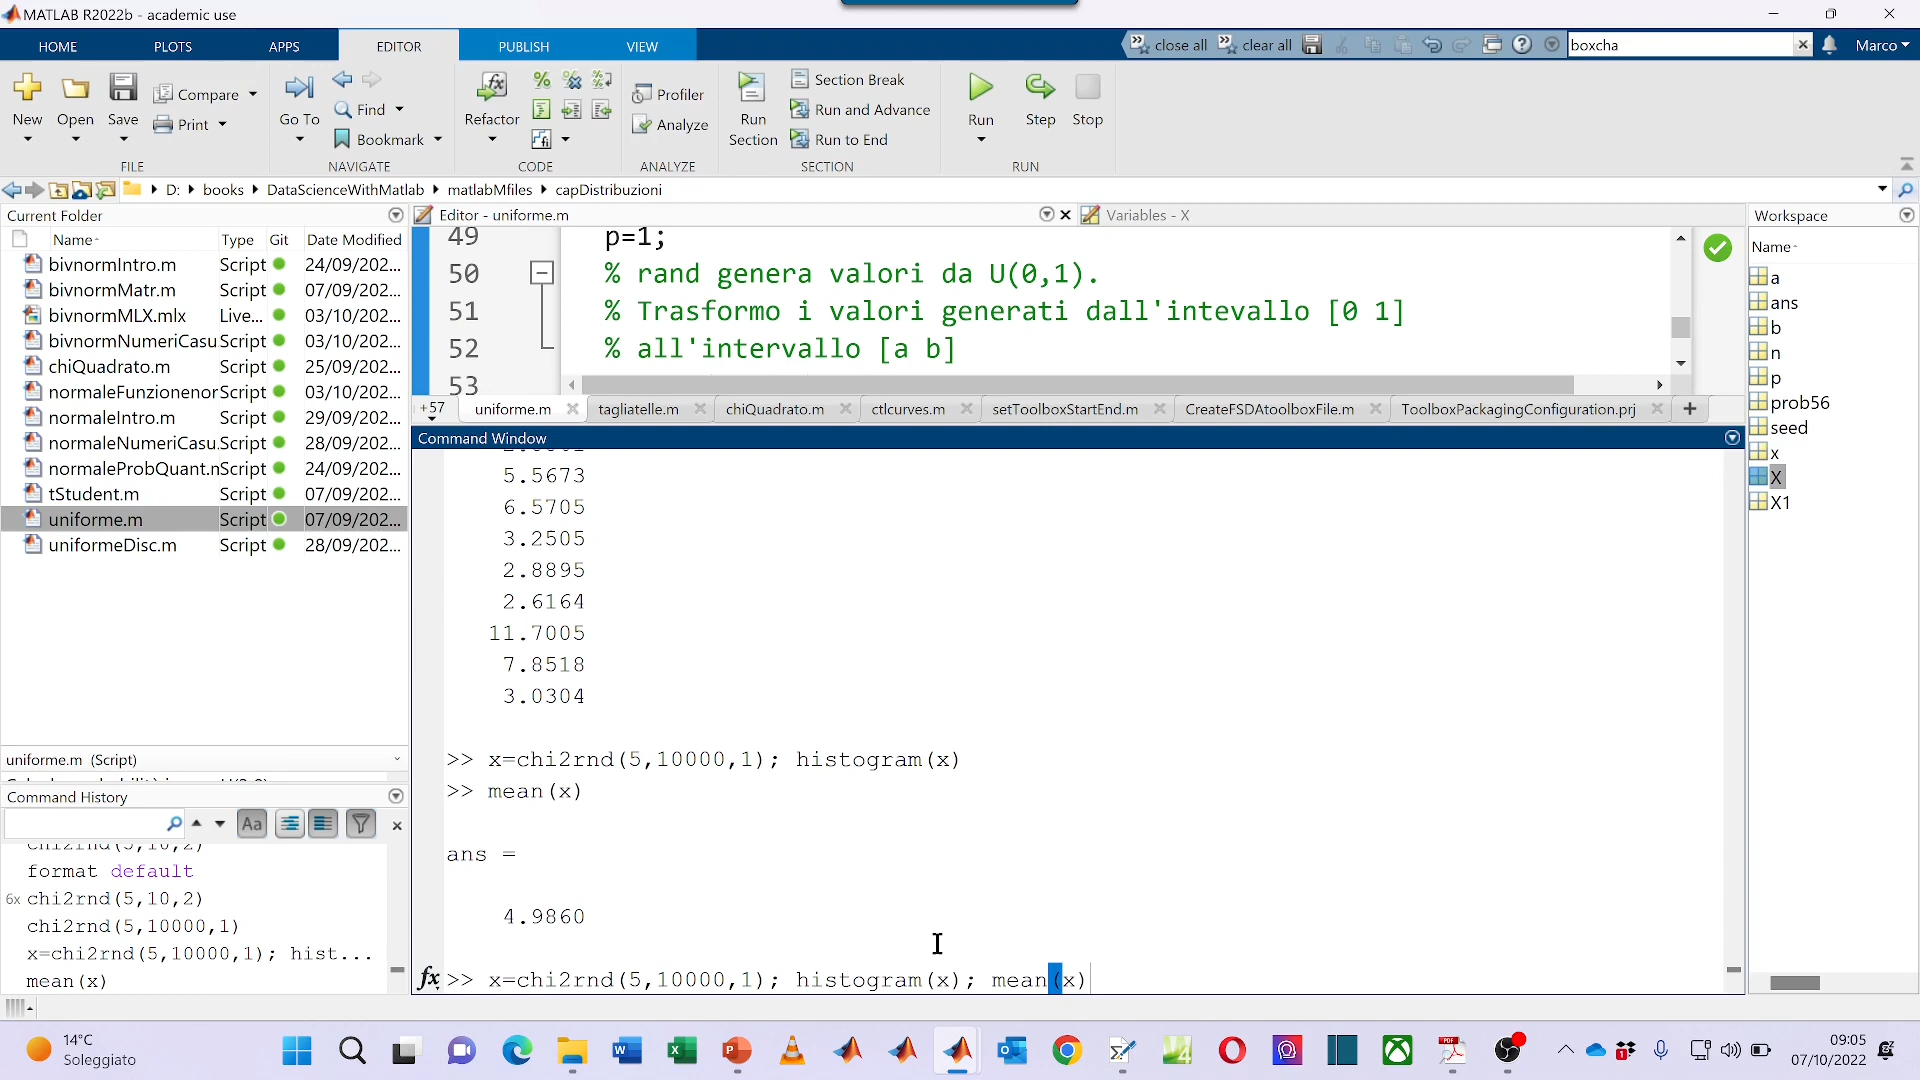 MATLAB R2022b - academic use
HOME PLOTS APPS EDITOR PUBLISH VIEW close all clear all boxcha Marco
New Open Save Compare Print Go To Find Bookmark Refactor Profiler Analyze Run Section Section Break Run and Advance Run to End Run Step Stop
FILE NAVIGATE CODE ANALYZE SECTION RUN
D: books DataScienceWithMatlab matlabMfiles capDistribuzioni
Current Folder
Name Type Git Date Modified
bivnormIntro.m Script 24/09/202...
bivnormMatr.m Script 07/09/202...
bivnormMLX.mlx Live... 03/10/202...
bivnormNumeriCasu Script 03/10/202...
chiQuadrato.m Script 25/09/202...
normaleFunzionenor Script 03/10/202...
normaleIntro.m Script 29/09/202...
normaleNumeriCasu. Script 28/09/202...
normaleProbQuant.m Script 24/09/202...
tStudent.m Script 07/09/202...
uniforme.m Script 07/09/202...
uniformeDisc.m Script 28/09/202...
uniforme.m (Script)
Command History
Aa
chi2rnd(5,10,2)
format default
6x chi2rnd(5,10,2)
chi2rnd(5,10000,1)
x=chi2rnd(5,10000,1); hist...
mean(x)
Editor - uniforme.m Variables - X
49 p=1;
50 % rand genera valori da U(0,1).
51 % Trasformo i valori generati dall'intevallo [0 1]
52 % all'intervallo [a b]
53
+57 uniforme.m tagliatelle.m chiQuadrato.m ctlcurves.m setToolboxStartEnd.m CreateFSDAtoolboxFile.m ToolboxPackagingConfiguration.prj
Command Window
5.5673
6.5705
3.2505
2.8895
2.6164
11.7005
7.8518
3.0304
>> x=chi2rnd(5,10000,1); histogram(x)
>> mean(x)
ans =
4.9860
fx >> x=chi2rnd(5,10000,1); histogram(x); mean(x)
Workspace
Name
a
ans
b
n
p
prob56
seed
x
X
X1
14°C
Soleggiato
09:05
07/10/2022